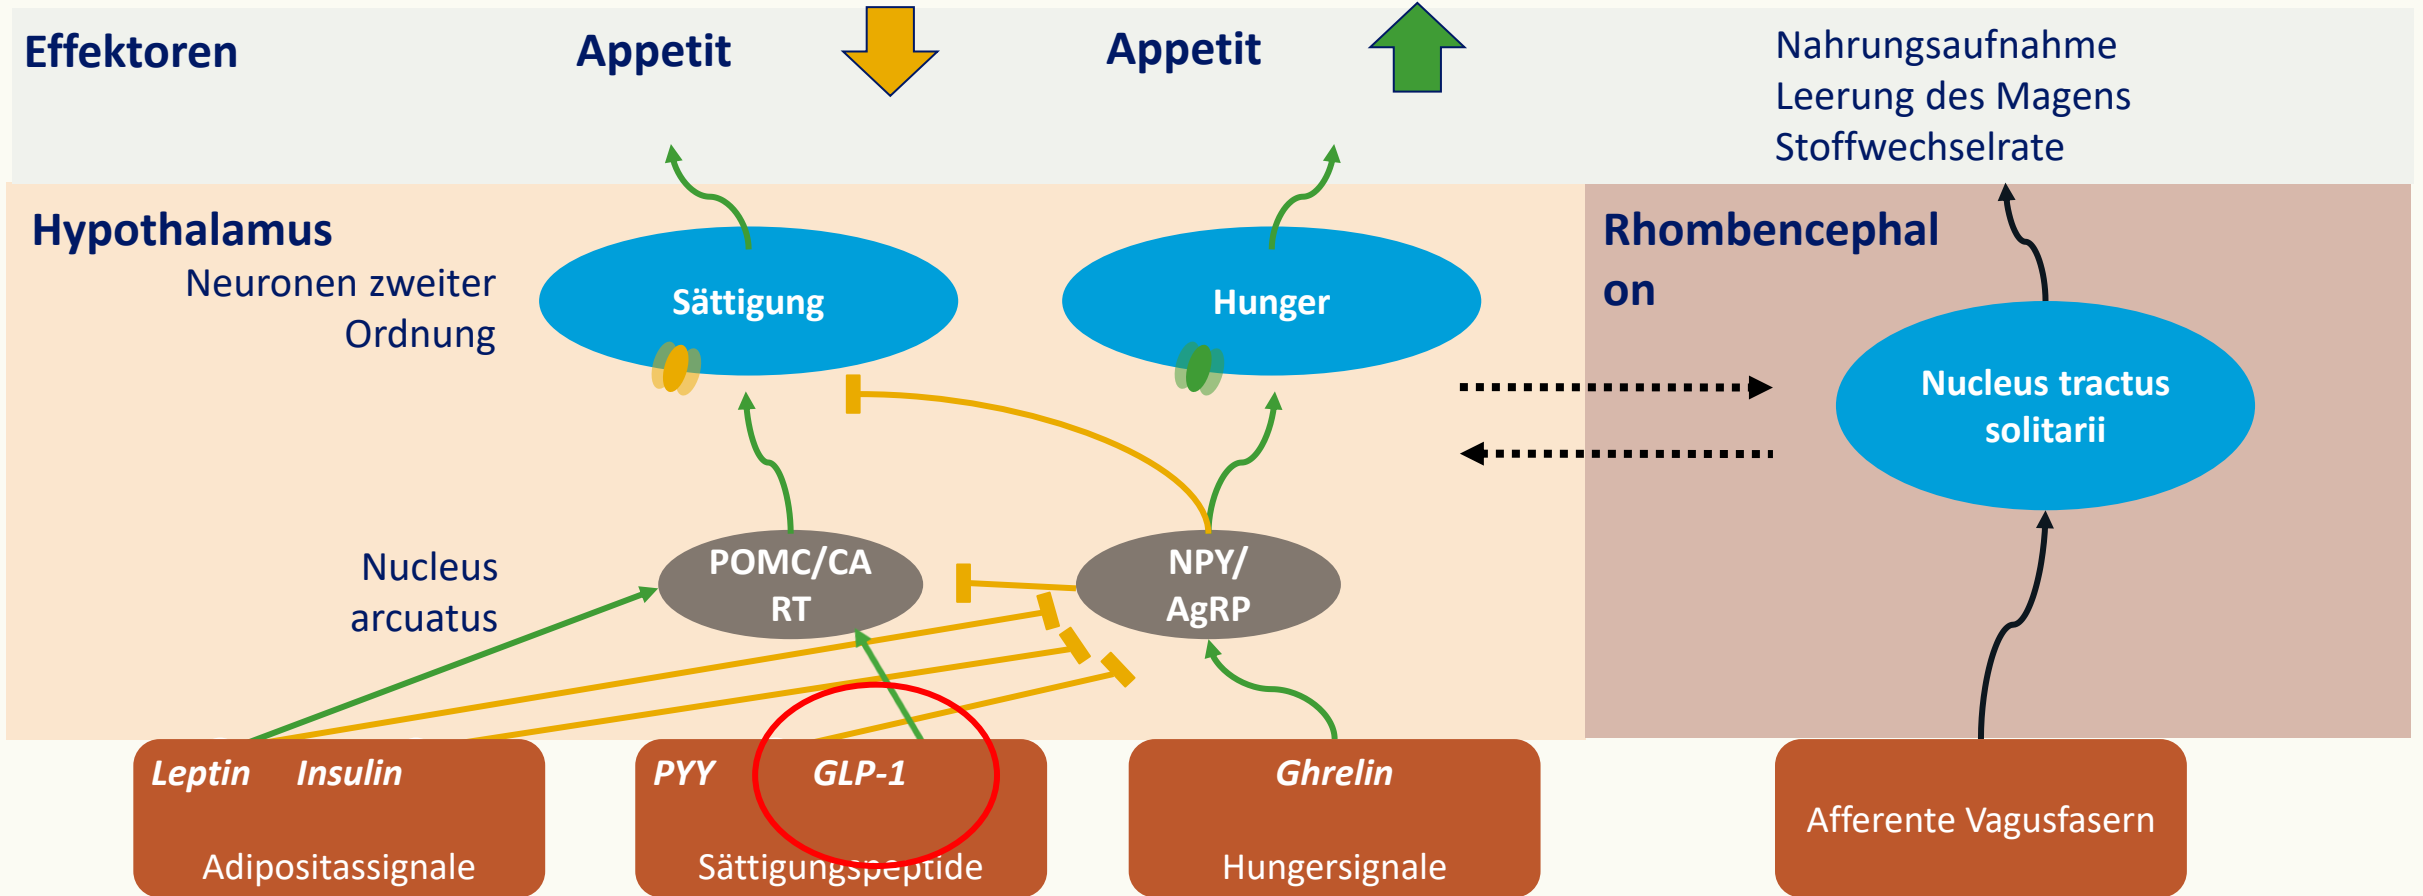 Effektoren
Appetit
Appetit
Nahrungsaufnahme
Leerung des Magens
Stoffwechselrate
Hypothalamus
Neuronen zweiter
Ordnung
Sättigung
Hunger
Rhombencephal
on
Nucleus tractus
solitarii
Nucleus
arcuatus
POMC/CA
RT
NPY/
AgRP
Leptin Insulin
Adipositassignale
PYY GLP-1
Sättigungspeptide
Ghrelin
Hungersignale
Afferente Vagusfasern